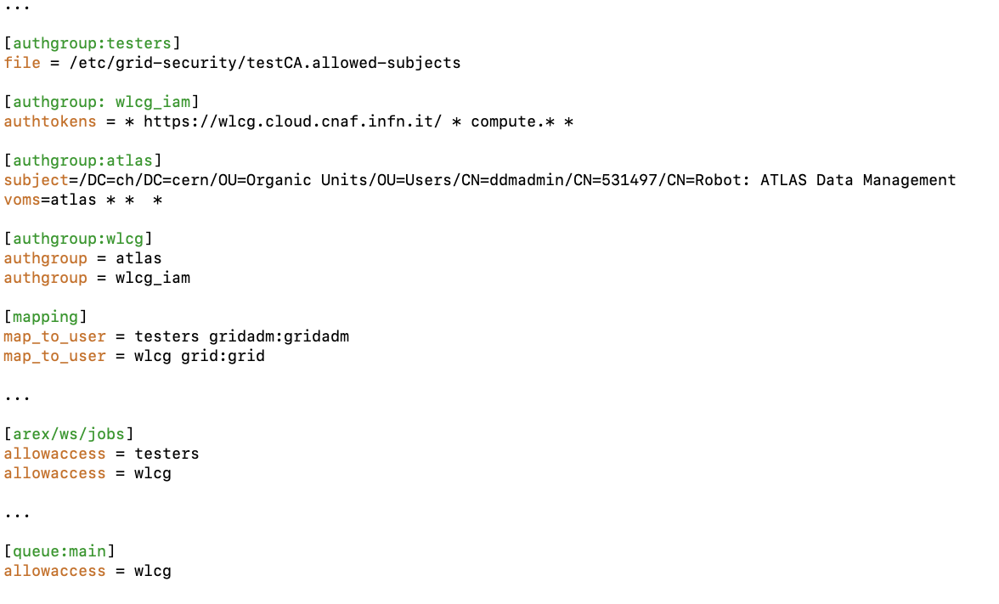 ...
[authgroup:testers]
file = /etc/grid-security/testCA.allowed-subjects
[authgroup: wlcg_iam]
authtokens = * https://wlcg.cloud.cnaf.infn.it/ * compute.* *
[authgroup:atlas]
subject=/DC=ch/DC=cern/OU=Organic Units/OU=Users/CN=ddmadmin/CN=531497/CN=Robot: ATLAS Data Management
voms=atlas * *  *
[authgroup:wlcg]
authgroup = atlas
authgroup = wlcg_iam
[mapping]
map_to_user = testers gridadm:gridadm
map_to_user = wlcg grid:grid
...
[arex/ws/jobs]
allowaccess = testers
allowaccess = wlcg
...
[queue:main]
allowaccess = wlcg